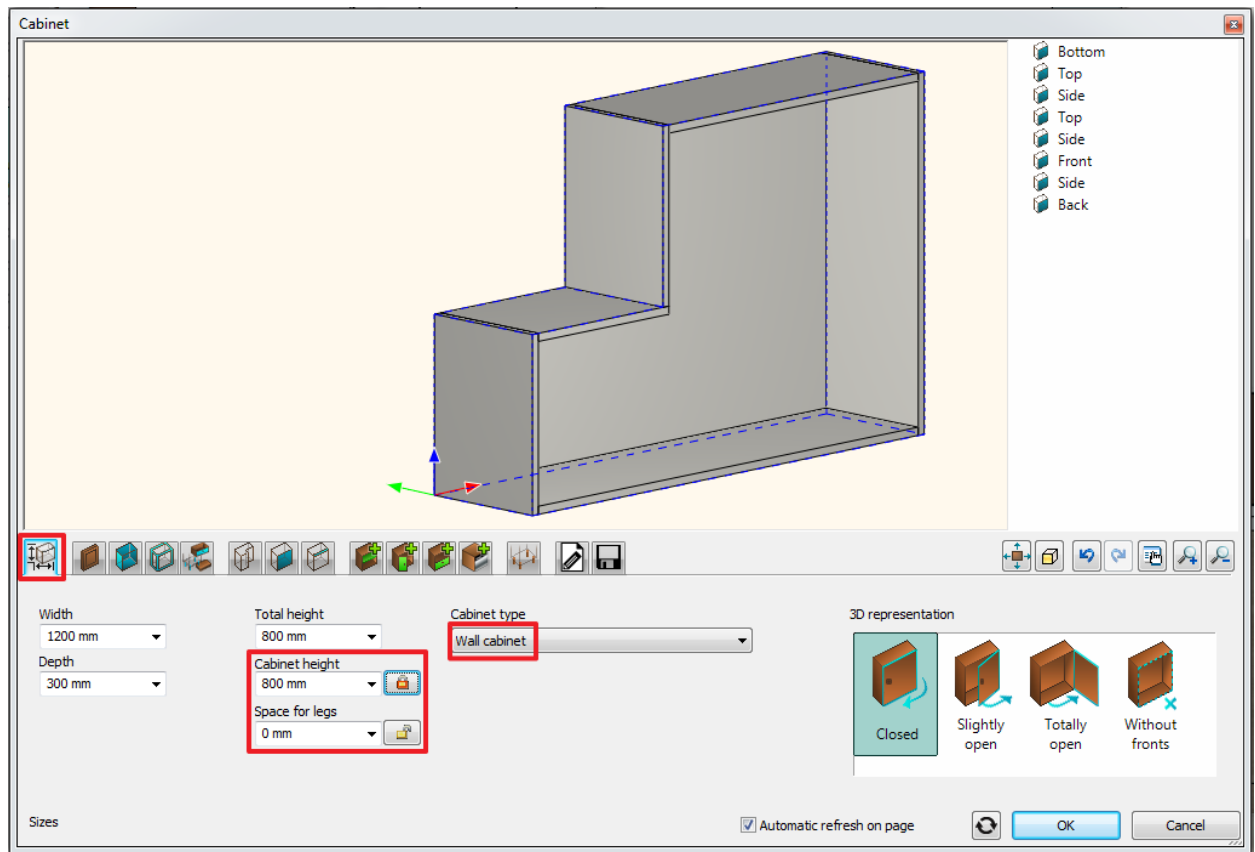 Cabinet
Bottom
Top
Side
Top
Side
Front
Side
Back
Width
1200 mm
Depth
300 mm
Total height
800 mm
Cabinet height
800 mm
Space for legs
0 mm
Cabinet type
Wall cabinet
3D representation
Closed
Slightly
open
Totally
open
Without
fronts
Sizes
Automatic refresh on page
OK
Cancel